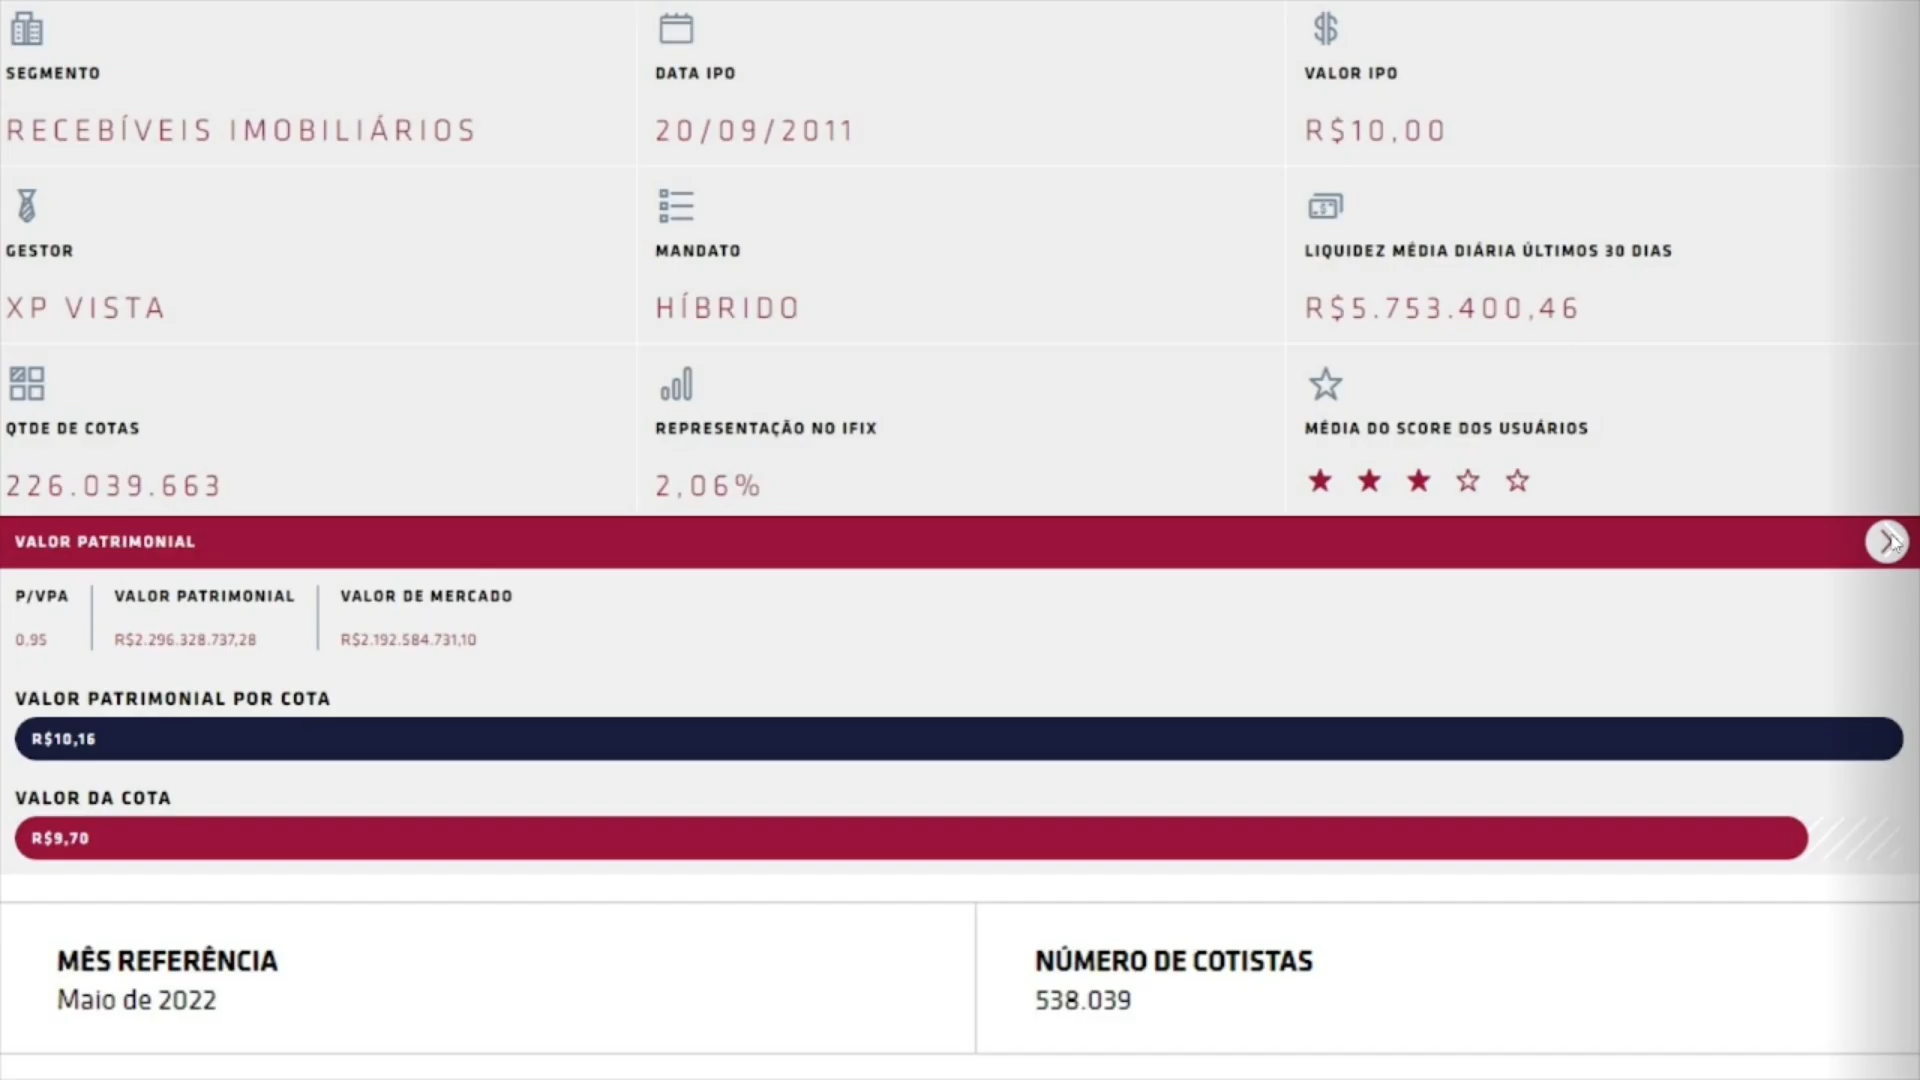 SEGMENTO
RECEBÍVEIS IMOBILIÁRIOS
DATA IPO
20/09/2011
VALOR IPO
R$10,00
GESTOR
XP VISTA
MANDATO
HÍBRIDO
LIQUIDEZ MÉDIA DIÁRIA ÚLTIMOS 30 DIAS
R$5.753.400,46
QTDE DE COTAS
226.039.663
REPRESENTAÇÃO NO IFIX
2,06%
MÉDIA DO SCORE DOS USUÁRIOS
VALOR PATRIMONIAL
P/VPA
0,95
VALOR PATRIMONIAL
R$2.296.328.737,28
VALOR DE MERCADO
R$2.192.584.731,10
VALOR PATRIMONIAL POR COTA
R$10,16
VALOR DA COTA
R$9,70
MÊS REFERÊNCIA
Maio de 2022
NÚMERO DE COTISTAS
538.039